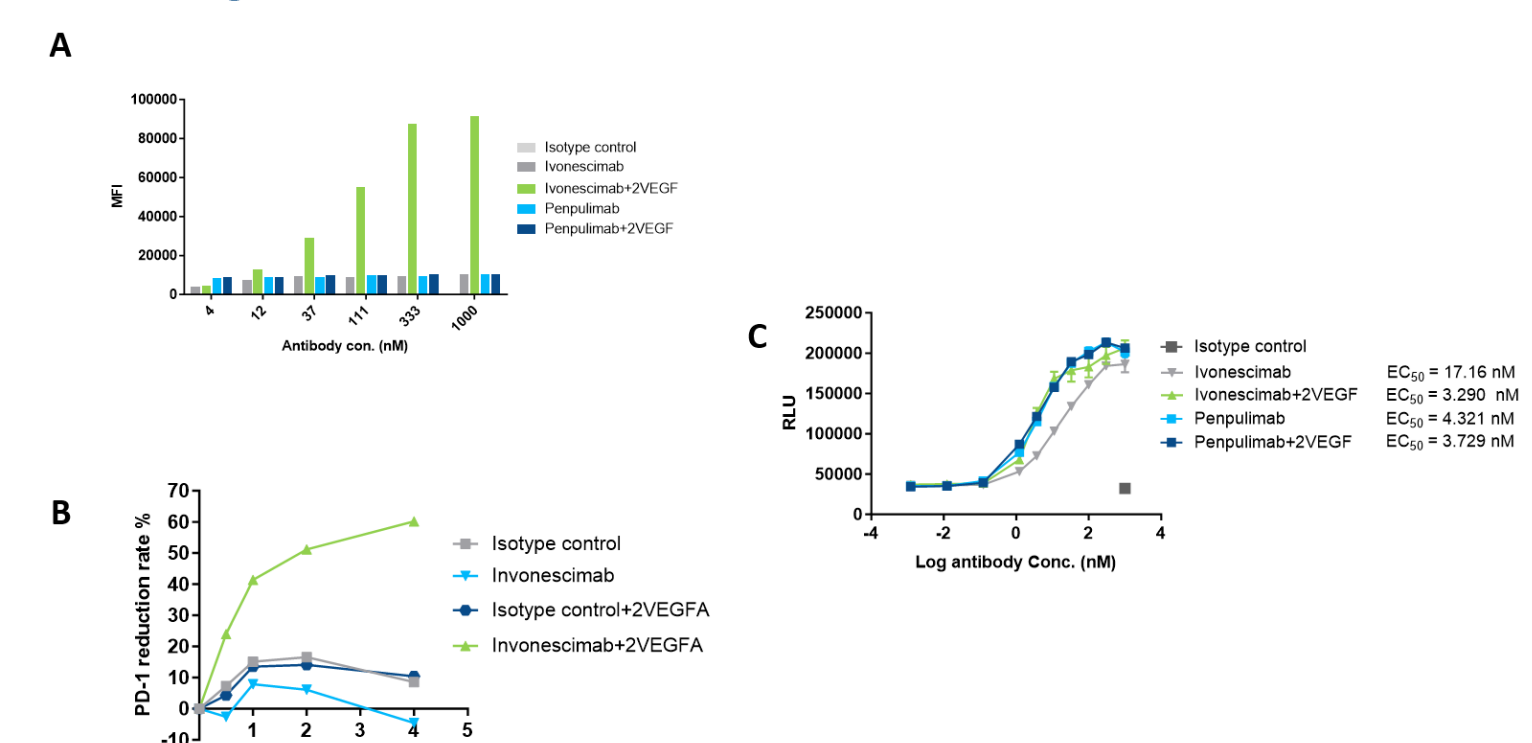 A
100000
80000
60000
40000
20000
0
MFI
4 12 37 111 333 1000
Antibody con. (nM)
Isotype control
Ivonescimab
Ivonescimab+2VEGF
Penpulimab
Penpulimab+2VEGF
B
70
60
50
40
30
20
10
0
-10
PD-1 reduction rate %
1 2 3 4 5
Isotype control
Invonescimab
Isotype control+2VEGFA
Invonescimab+2VEGFA
C
250000
200000
150000
100000
50000
0
RLU
-4 -2 0 2 4
Log antibody Conc. (nM)
Isotype control
Ivonescimab EC50 = 17.16 nM
Ivonescimab+2VEGF EC50 = 3.290 nM
Penpulimab EC50 = 4.321 nM
Penpulimab+2VEGF EC50 = 3.729 nM